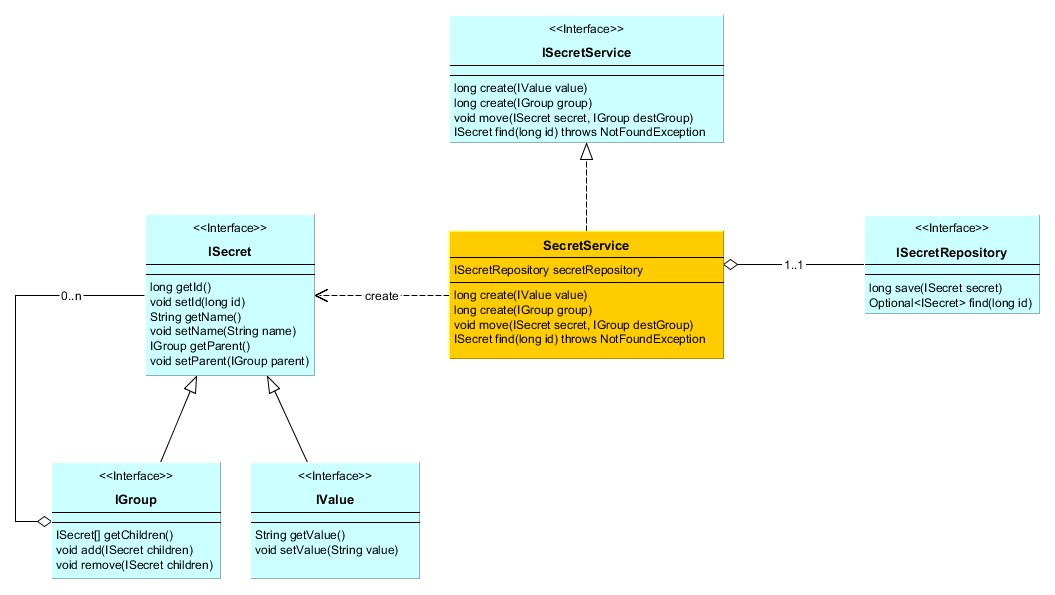 <<Interface>>
ISecretService
long create(IValue value)
long create(IGroup group)
void move(ISecret secret, IGroup destGroup)
ISecret find(long id) throws NotFoundException
<<Interface>>
ISecret
long getId()
void setId(long id)
String getName()
void setName(String name)
IGroup getParent()
void setParent(IGroup parent)
0..n
create
SecretService
ISecretRepository secretRepository
long create(IValue value)
long create(IGroup group)
void move(ISecret secret, IGroup destGroup)
ISecret find(long id) throws NotFoundException
1..1
<<Interface>>
ISecretRepository
long save(ISecret secret)
Optional<ISecret> find(long id)
<<Interface>>
IGroup
ISecret[] getChildren()
void add(ISecret children)
void remove(ISecret children)
<<Interface>>
IValue
String getValue()
void setValue(String value)